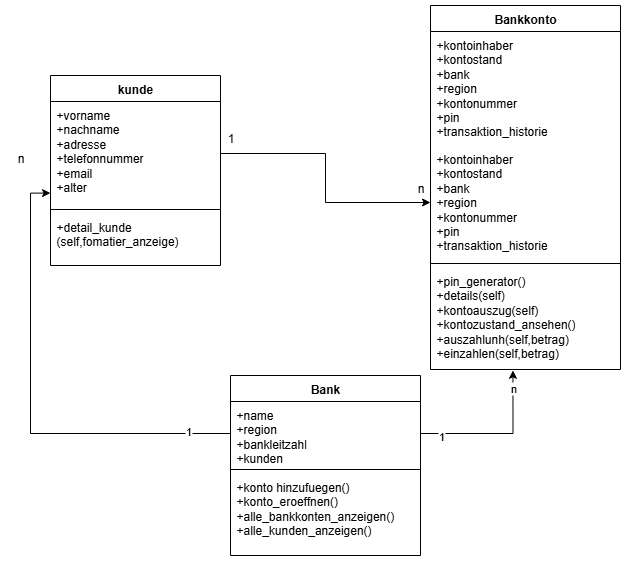 Bankkonto
+kontoinhaber
+kontostand
+bank
+region
+kontonummer
+pin
+transaktion_historie
+kontoinhaber
+kontostand
+bank
+region
+kontonummer
+pin
+transaktion_historie
+pin_generator()
+details(self)
+kontoauszug(self)
+kontozustand_ansehen()
+auszahlunh(self,betrag)
+einzahlen(self,betrag)
kunde
+vorname
+nachname
+adresse
+telefonnummer
+email
+alter
+detail_kunde
(self,fomatier_anzeige)
1
n
n
n
Bank
+name
+region
+bankleitzahl
+kunden
+konto hinzufuegen()
+konto_eroeffnen()
+alle_bankkonten_anzeigen()
+alle_kunden_anzeigen()
1
1